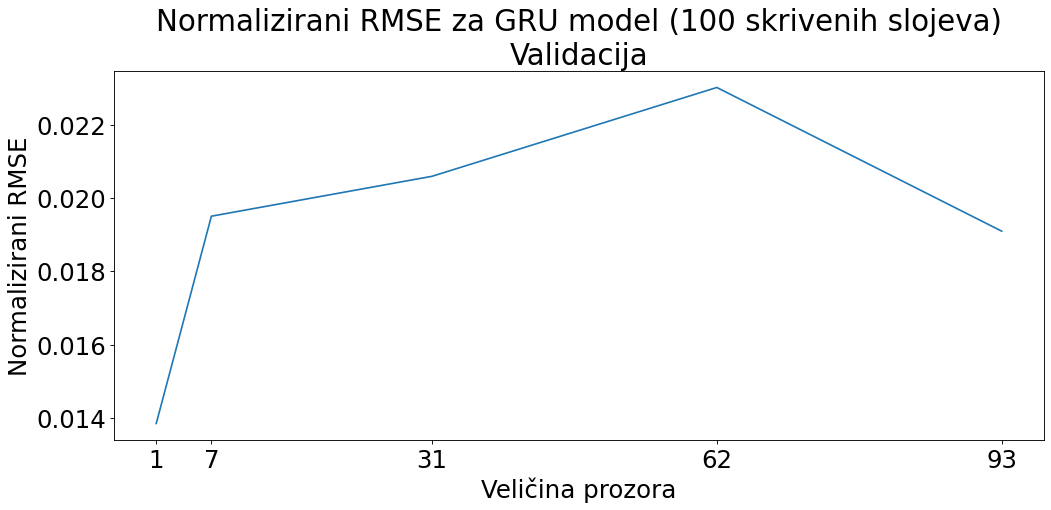 Normalizirani RMSE za GRU model (100 skrivenih slojeva)
Validacija
Normalizirani RMSE
0.022
0.020
0.018
0.016
0.014
1 7 31 62 93
Veličina prozora